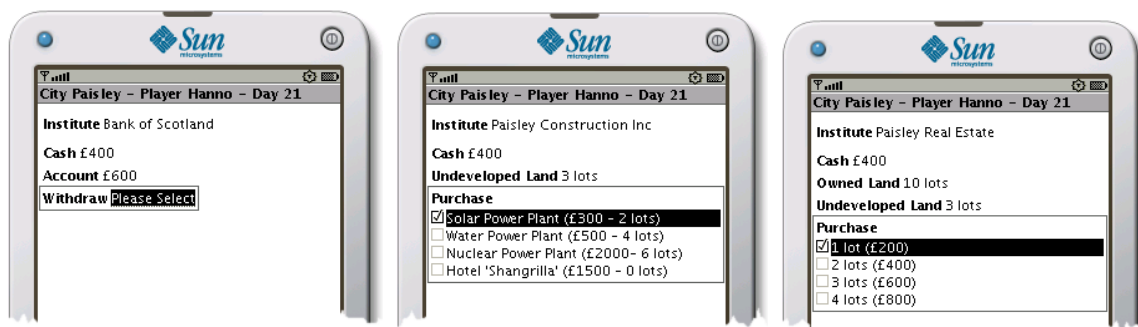 Sun
microsystems
City Paisley - Player Hanno - Day 21
Institute Bank of Scotland
Cash £400
Account £600
Withdraw Please Select
Sun
microsystems
City Paisley - Player Hanno - Day 21
Institute Paisley Construction Inc
Cash £400
Undeveloped Land 3 lots
Purchase
Solar Power Plant (£300 - 2 lots)
Water Power Plant (£500 - 4 lots)
Nuclear Power Plant (£2000- 6 lots)
Hotel 'Shangrilla' (£1500 - 0 lots)
Sun
microsystems
City Paisley - Player Hanno - Day 21
Institute Paisley Real Estate
Cash £400
Owned Land 10 lots
Undeveloped Land 3 lots
Purchase
1 lot (£200)
2 lots (£400)
3 lots (£600)
4 lots (£800)